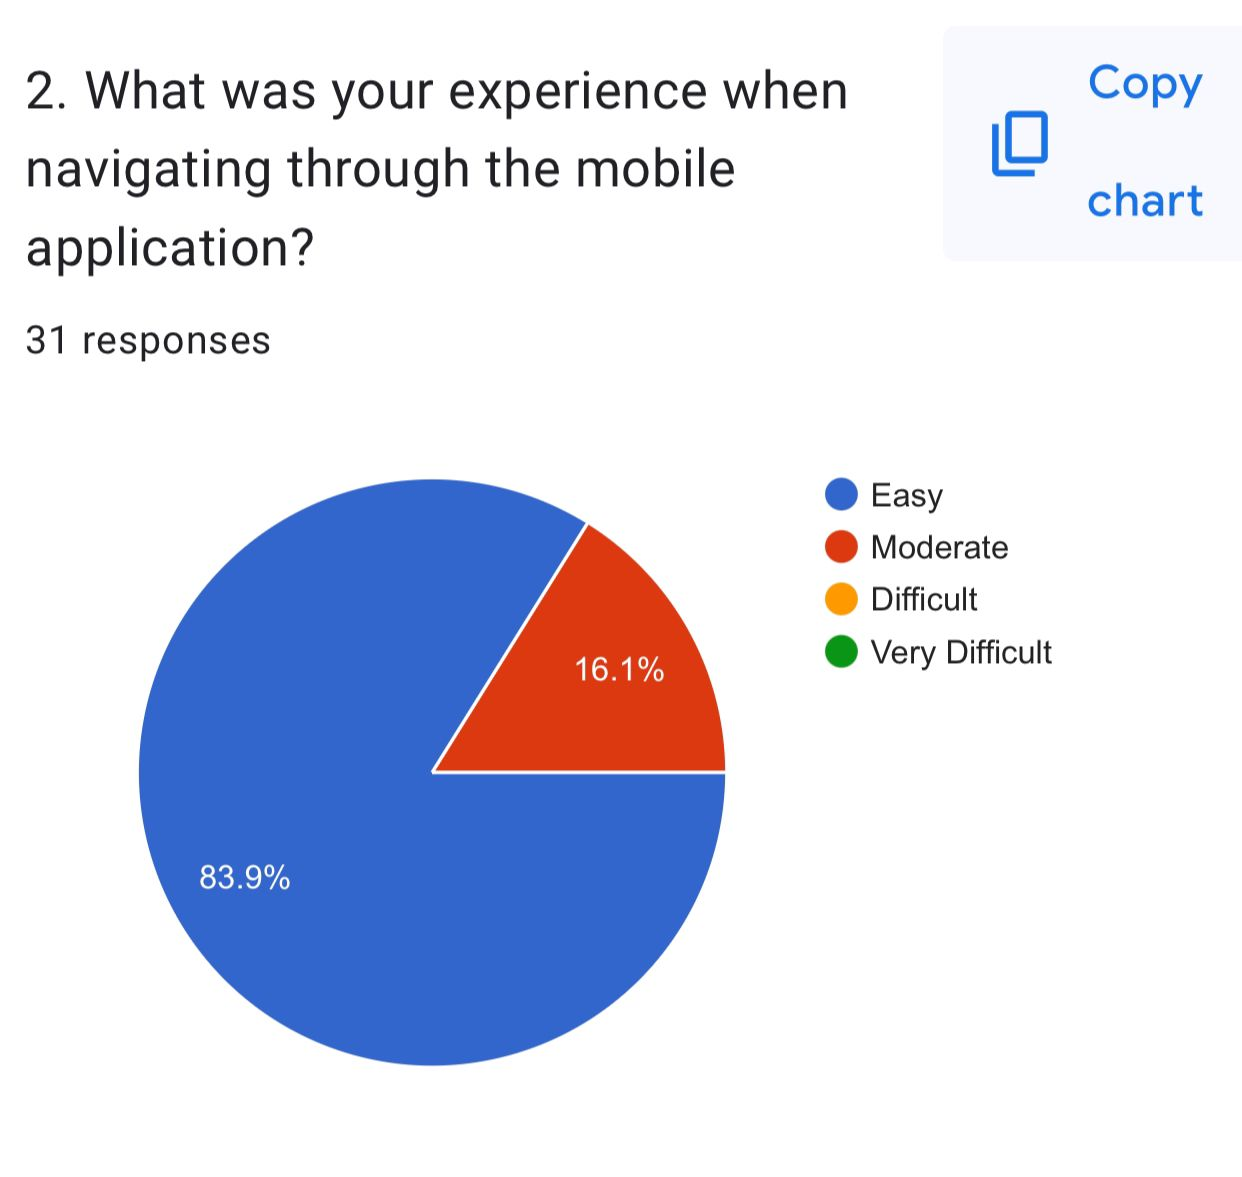 2. What was your experience when
navigating through the mobile
application?
Copy
chart
31 responses
Easy
Moderate
Difficult
Very Difficult
16.1%
83.9%